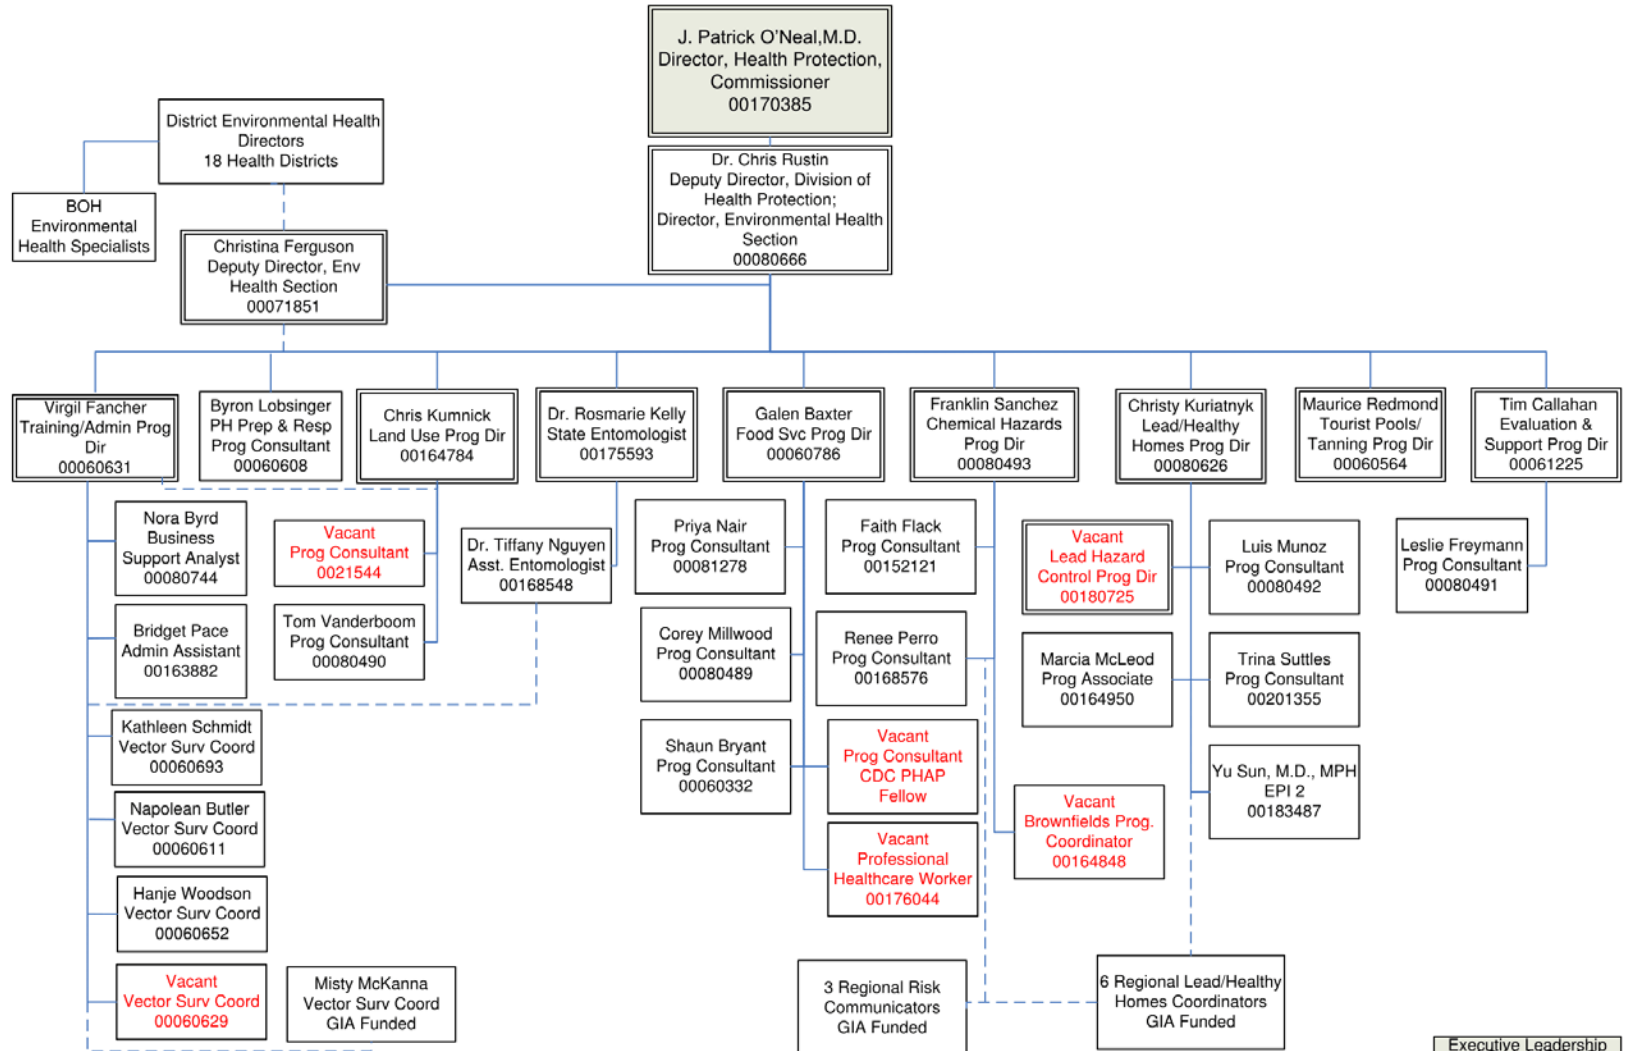 J. Patrick O'Neal,M.D.
Director, Health Protection,
Commissioner
00170385
District Environmental Health
Directors
18 Health Districts
Dr. Chris Rustin
Deputy Director, Division of
Health Protection;
Director, Environmental Health
Section
00080666
BOH
Environmental
Health Specialists
Christina Ferguson
Deputy Director, Env
Health Section
00071851
Virgil Fancher
Training/Admin Prog
Dir
00060631
Byron Lobsinger
PH Prep & Resp
Prog Consultant
00060608
Chris Kumnick
Land Use Prog Dir
00164784
Dr. Rosmarie Kelly
State Entomologist
00175593
Galen Baxter
Food Svc Prog Dir
00060786
Franklin Sanchez
Chemical Hazards
Prog Dir
00080493
Christy Kuriatnyk
Lead/Healthy
Homes Prog Dir
00080626
Maurice Redmond
Tourist Pools/
Tanning Prog Dir
00060564
Tim Callahan
Evaluation &
Support Prog Dir
00061225
Nora Byrd
Business
Support Analyst
00080744
Vacant
Prog Consultant
0021544
Dr. Tiffany Nguyen
Asst. Entomologist
00168548
Priya Nair
Prog Consultant
00081278
Faith Flack
Prog Consultant
00152121
Vacant
Lead Hazard
Control Prog Dir
00180725
Luis Munoz
Prog Consultant
00080492
Leslie Freymann
Prog Consultant
00080491
Bridget Pace
Admin Assistant
00163882
Tom Vanderboom
Prog Consultant
00080490
Corey Millwood
Prog Consultant
00080489
Renee Perro
Prog Consultant
00168576
Marcia McLeod
Prog Associate
00164950
Trina Suttles
Prog Consultant
00201355
Kathleen Schmidt
Vector Surv Coord
00060693
Shaun Bryant
Prog Consultant
00060332
Vacant
Prog Consultant
CDC PHAP
Fellow
Yu Sun, M.D., MPH
EPI 2
00183487
Napolean Butler
Vector Surv Coord
00060611
Vacant
Professional
Healthcare Worker
00176044
Vacant
Brownfields Prog.
Coordinator
00164848
Hanje Woodson
Vector Surv Coord
00060652
Vacant
Vector Surv Coord
00060629
Misty McKanna
Vector Surv Coord
GIA Funded
3 Regional Risk
Communicators
GIA Funded
6 Regional Lead/Healthy
Homes Coordinators
GIA Funded
Executive Leadership